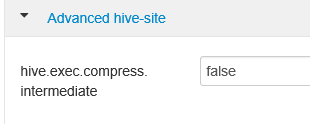 Advanced hive-site
hive.exec.compress.
intermediate
false